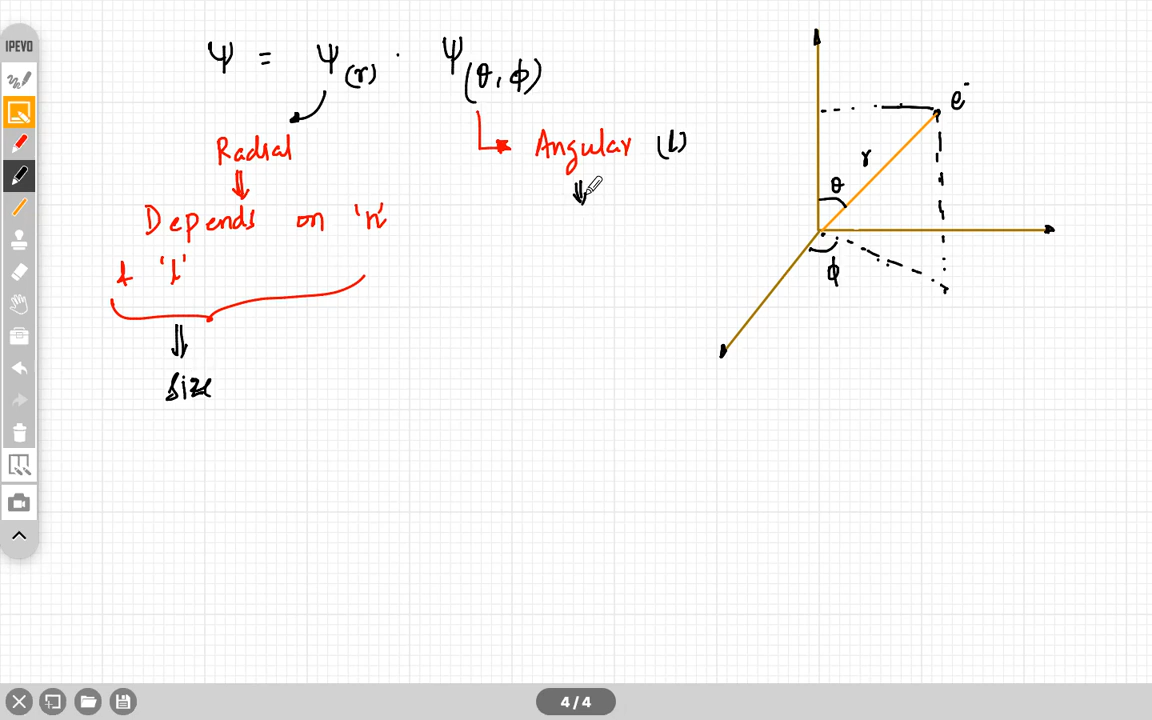 IPEVO
Ψ = Ψ(r) · Ψ(θ, ϕ)
Radial
Angular (l)
Depends on 'n'
& 'l'
Size
e⁻
r
θ
ϕ
4 / 4